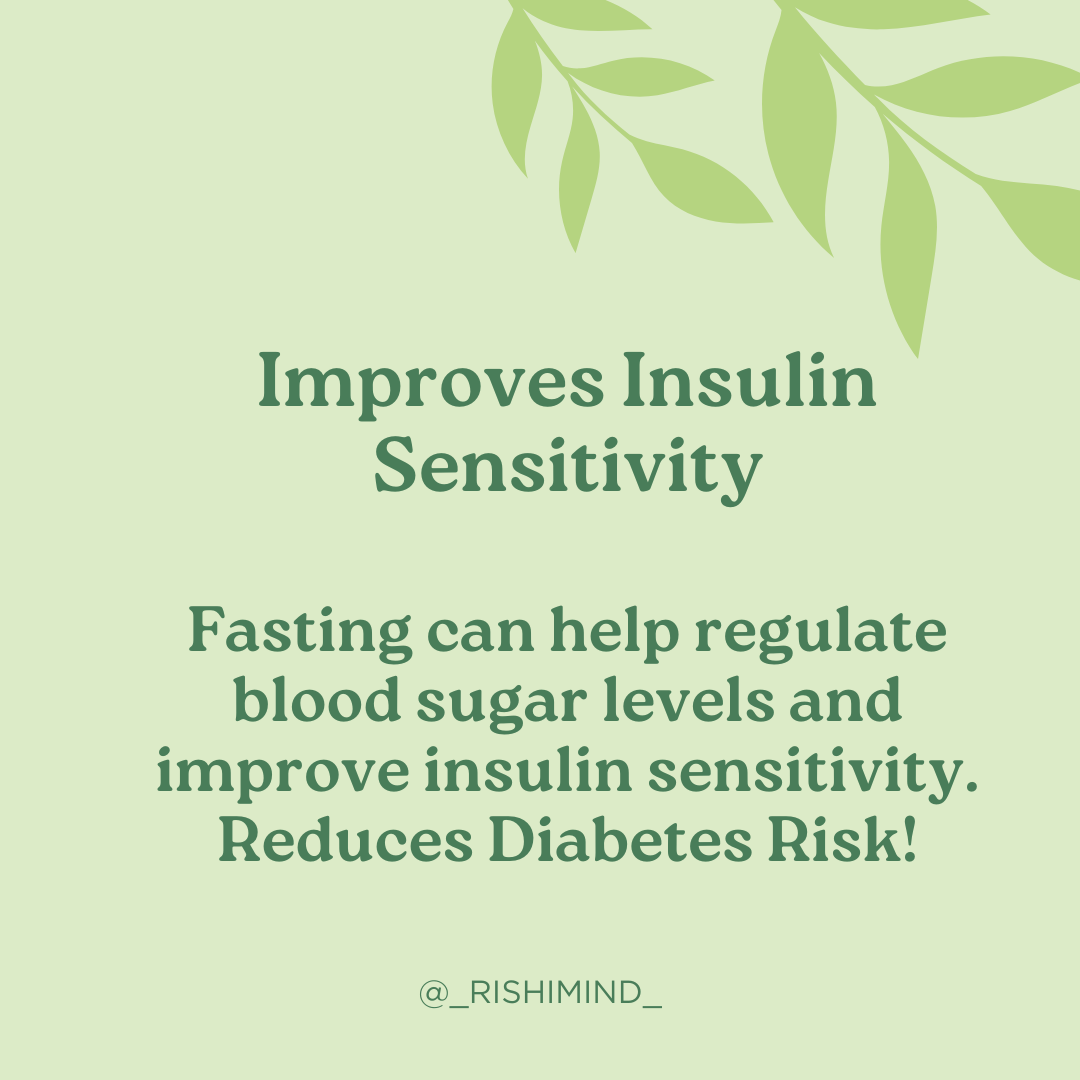 Improves Insulin
Sensitivity
Fasting can help regulate
blood sugar levels and
improve insulin sensitivity.
Reduces Diabetes Risk!
@_RISHIMIND_